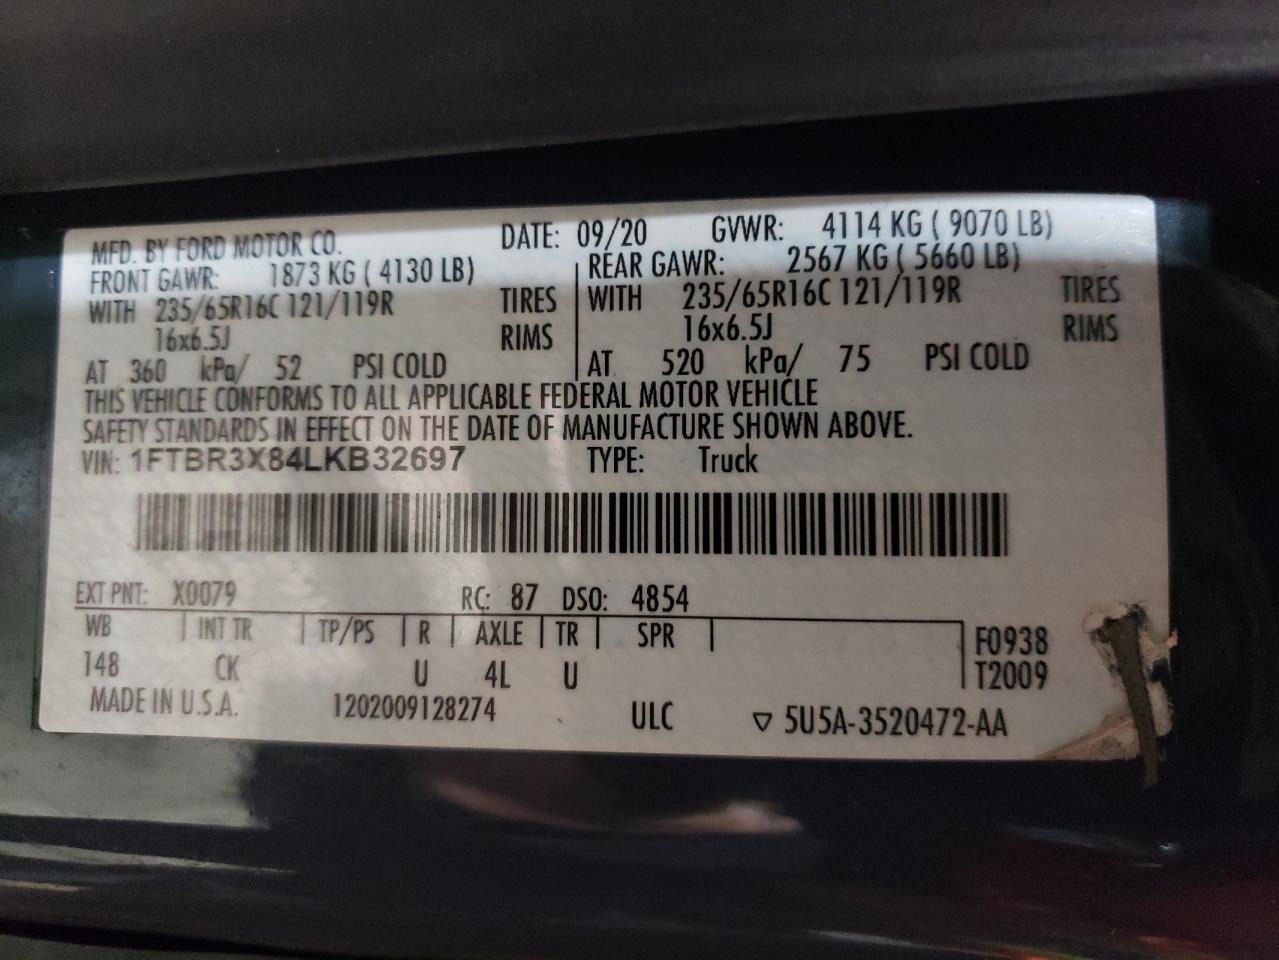 MFD. BY FORD MOTOR CO. DATE: 09/20 GVWR: 4114 KG ( 9070 LB)
FRONT GAWR: 1873 KG ( 4130 LB) REAR GAWR: 2567 KG ( 5660 LB)
WITH 235/65R16C 121/119R TIRES WITH 235/65R16C 121/119R TIRES
16x6.5J RIMS 16x6.5J RIMS
AT 360 kPa/ 52 PSI COLD AT 520 kPa/ 75 PSI COLD
THIS VEHICLE CONFORMS TO ALL APPLICABLE FEDERAL MOTOR VEHICLE
SAFETY STANDARDS IN EFFECT ON THE DATE OF MANUFACTURE SHOWN ABOVE.
VIN: 1FTBR3X84LKB32697 TYPE: Truck
EXT PNT: X0079 RC: 87 DSO: 4854
WB INT TR TP/PS R AXLE TR SPR F0938
148 CK U 4L U T2009
MADE IN U.S.A. 1202009128274 ULC ▽ 5U5A-3520472-AA